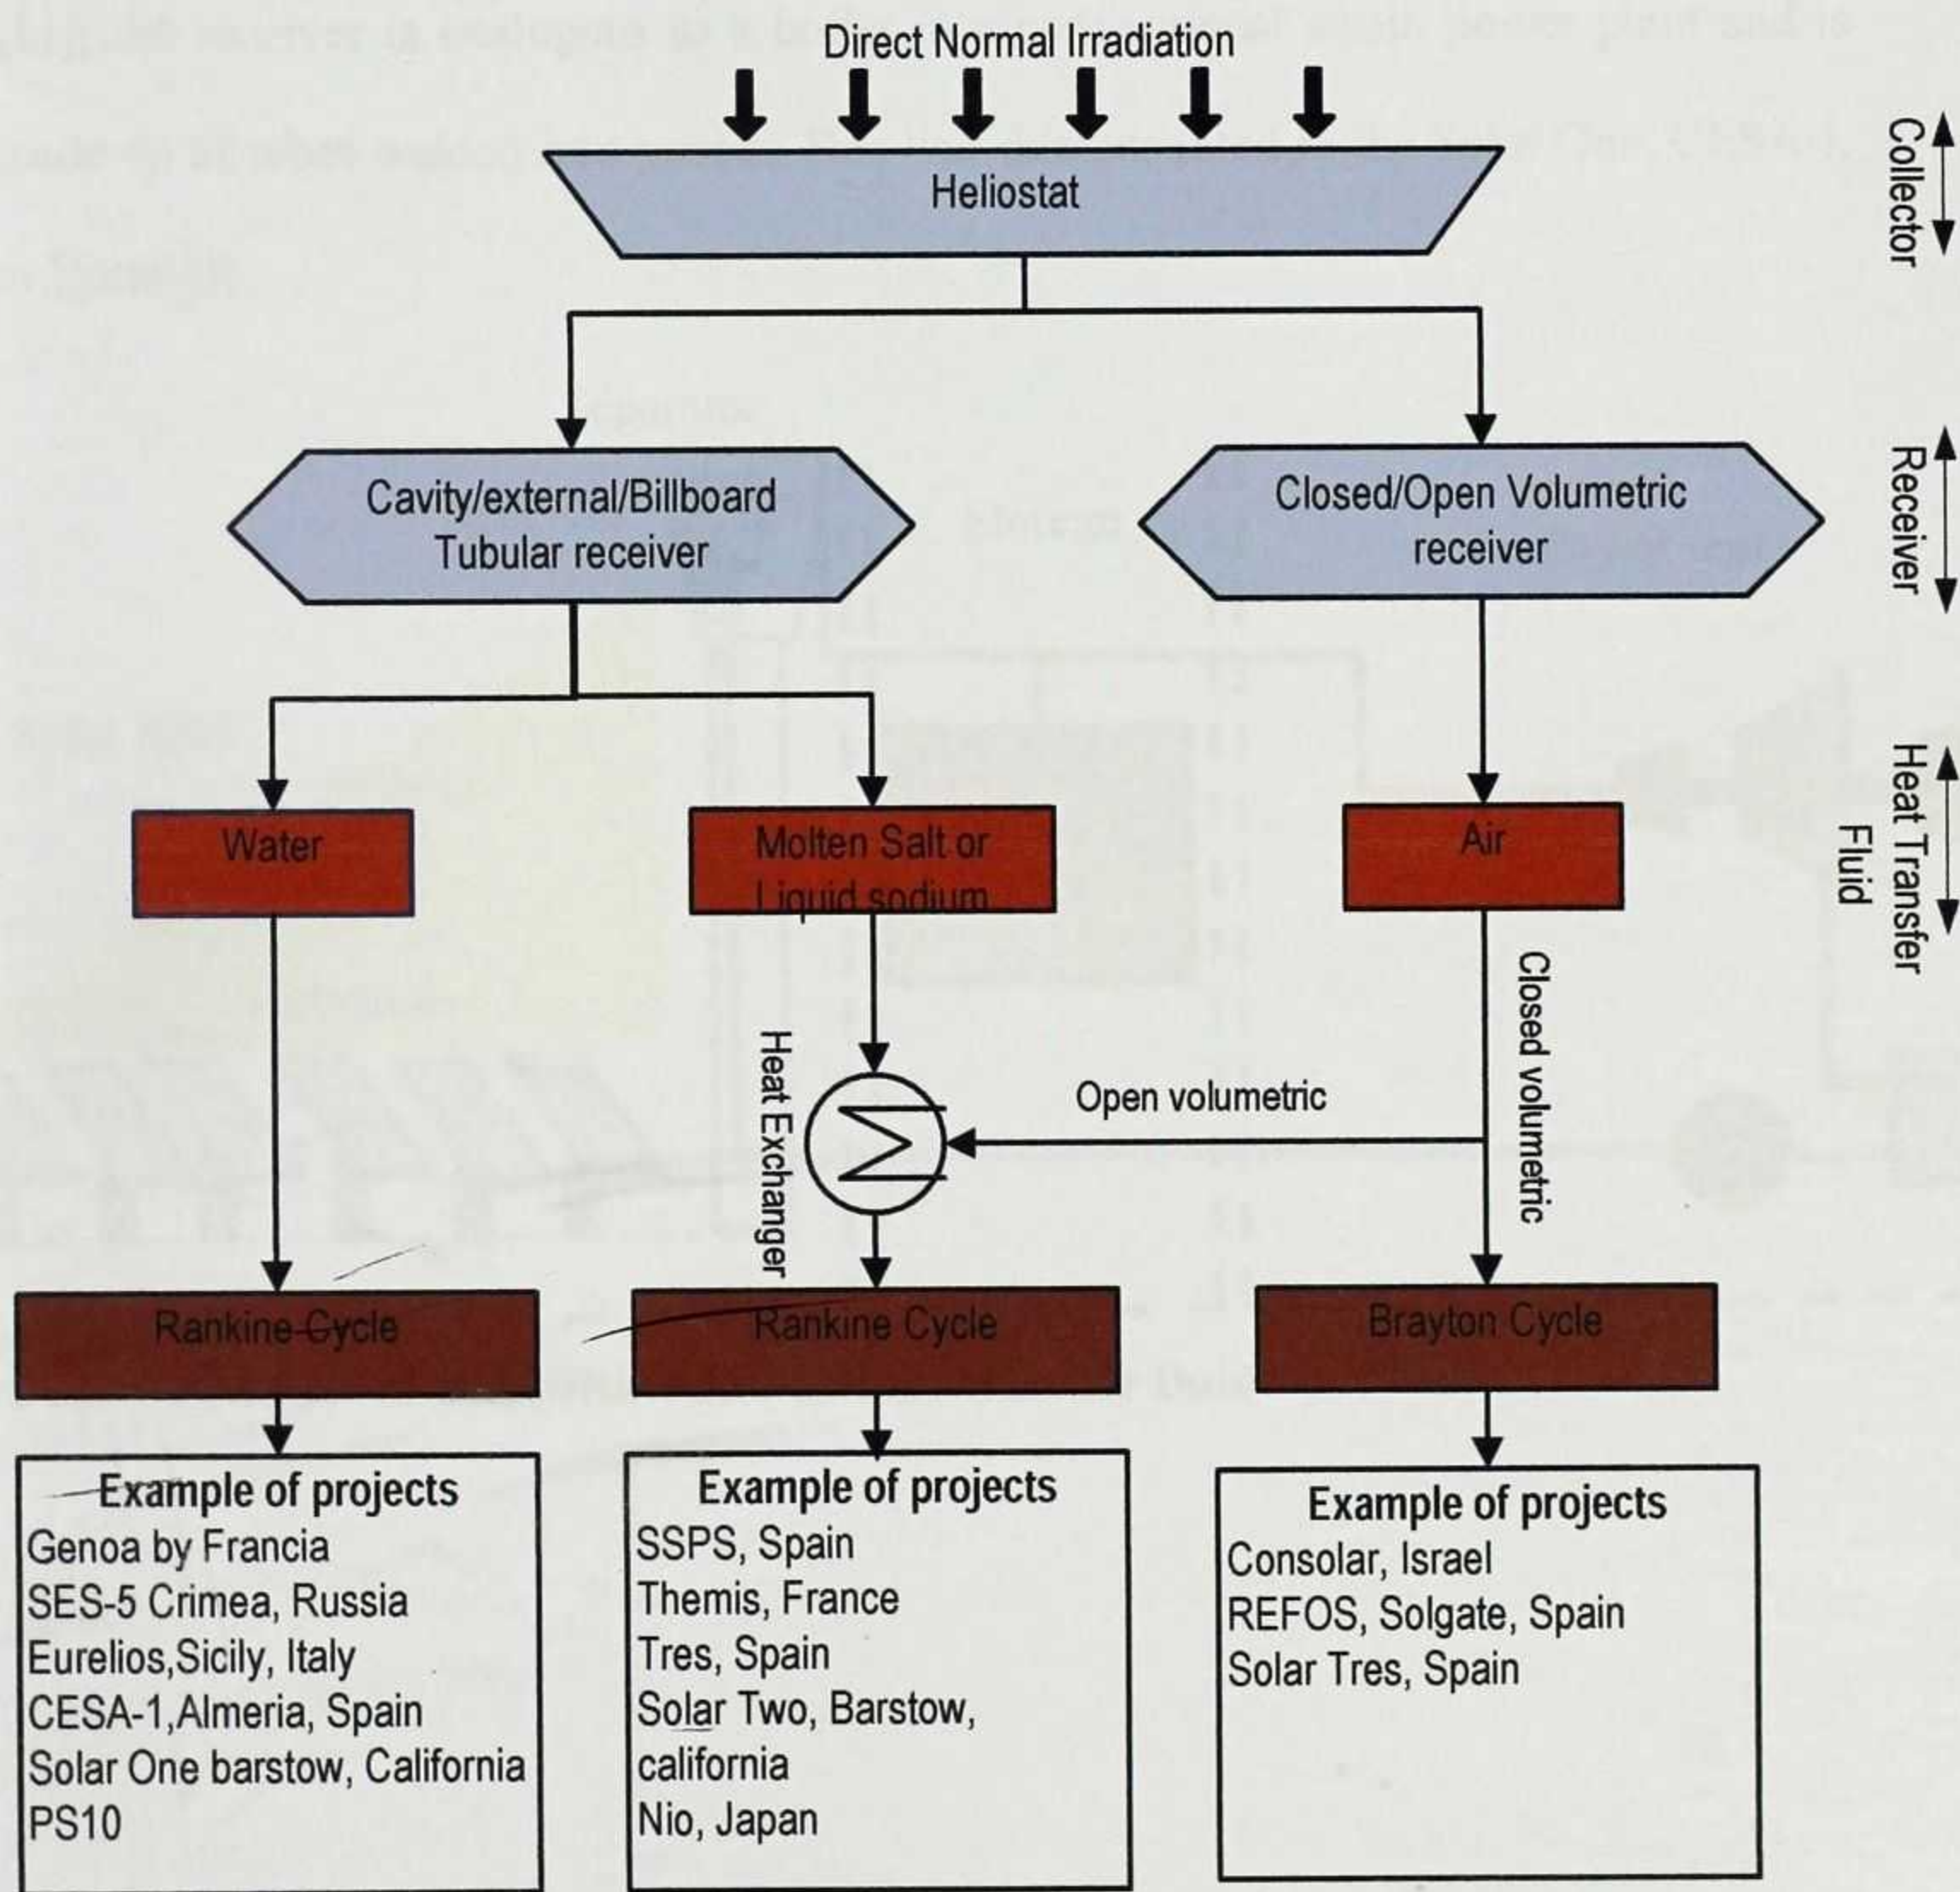 Direct Normal Irradiation
Heliostat
Collector
Cavity/external/Billboard
Tubular receiver
Closed/Open Volumetric
receiver
Receiver
Water
Molten Salt or
Liquid sodium
Air
Heat Transfer
Fluid
Heat Exchanger
Open volumetric
Closed volumetric
Rankine Cycle
Rankine Cycle
Brayton Cycle
Example of projects
Genoa by Francia
SES-5 Crimea, Russia
Eurelios,Sicily, Italy
CESA-1,Almeria, Spain
Solar One barstow, California
PS10
Example of projects
SSPS, Spain
Themis, France
Tres, Spain
Solar Two, Barstow,
california
Nio, Japan
Example of projects
Consolar, Israel
REFOS, Solgate, Spain
Solar Tres, Spain